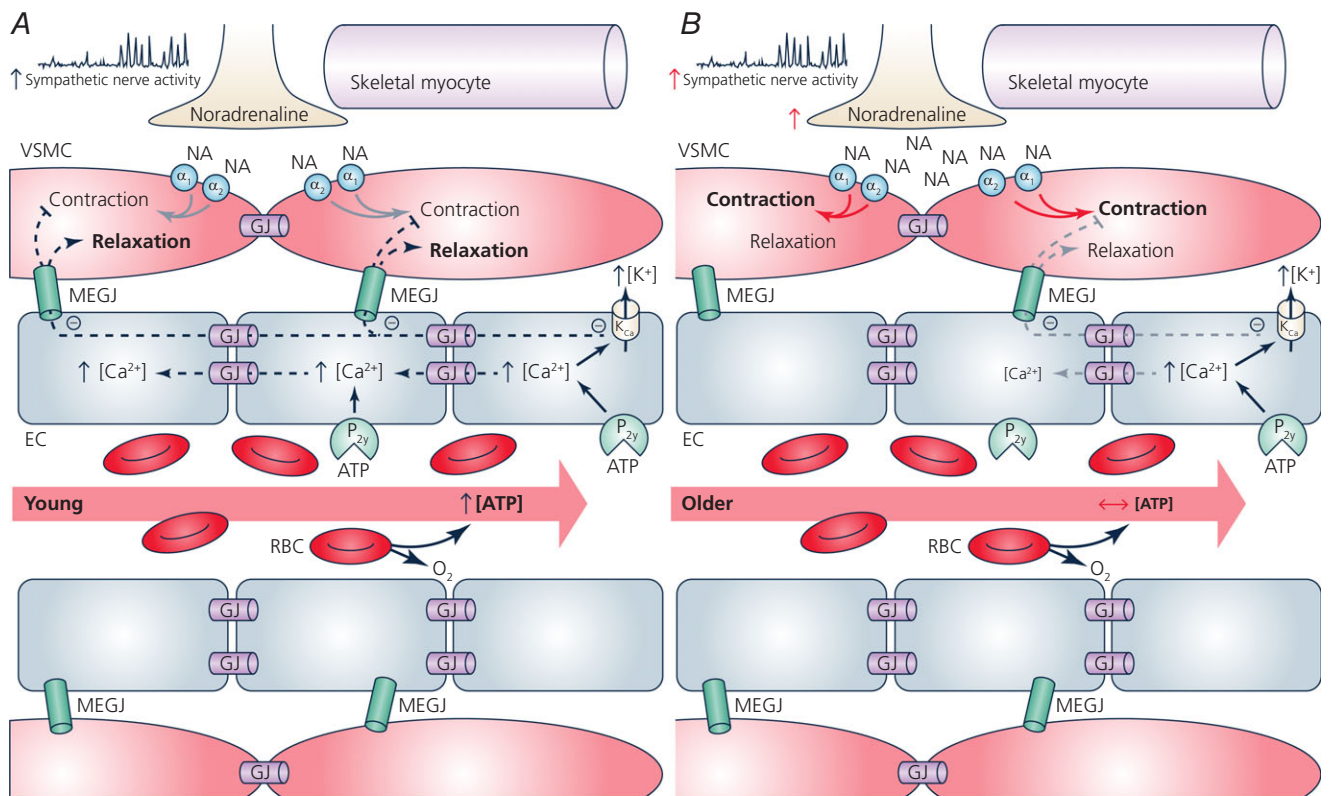 A
↑ Sympathetic nerve activity
Noradrenaline
Skeletal myocyte
VSMC
NA
NA
NA
NA
α₁
α₂
α₂
α₁
Contraction
Relaxation
GJ
Contraction
Relaxation
MEGJ
MEGJ
↑[K⁺]
K_Ca
⊖
⊖
⊖
GJ
GJ
↑ [Ca²⁺]
GJ
↑ [Ca²⁺]
GJ
↑ [Ca²⁺]
EC
P₂y
ATP
P₂y
ATP
Young
↑ [ATP]
RBC
O₂
GJ
GJ
GJ
GJ
MEGJ
MEGJ
GJ
B
↑ Sympathetic nerve activity
↑
Noradrenaline
Skeletal myocyte
VSMC
NA
NA
NA
NA
NA
NA
NA
NA
α₁
α₂
α₂
α₁
Contraction
Relaxation
GJ
Contraction
Relaxation
MEGJ
MEGJ
↑[K⁺]
K_Ca
⊖
⊖
GJ
GJ
GJ
[Ca²⁺]
GJ
↑ [Ca²⁺]
EC
P₂y
P₂y
ATP
Older
↔ [ATP]
RBC
O₂
GJ
GJ
GJ
GJ
MEGJ
MEGJ
GJ